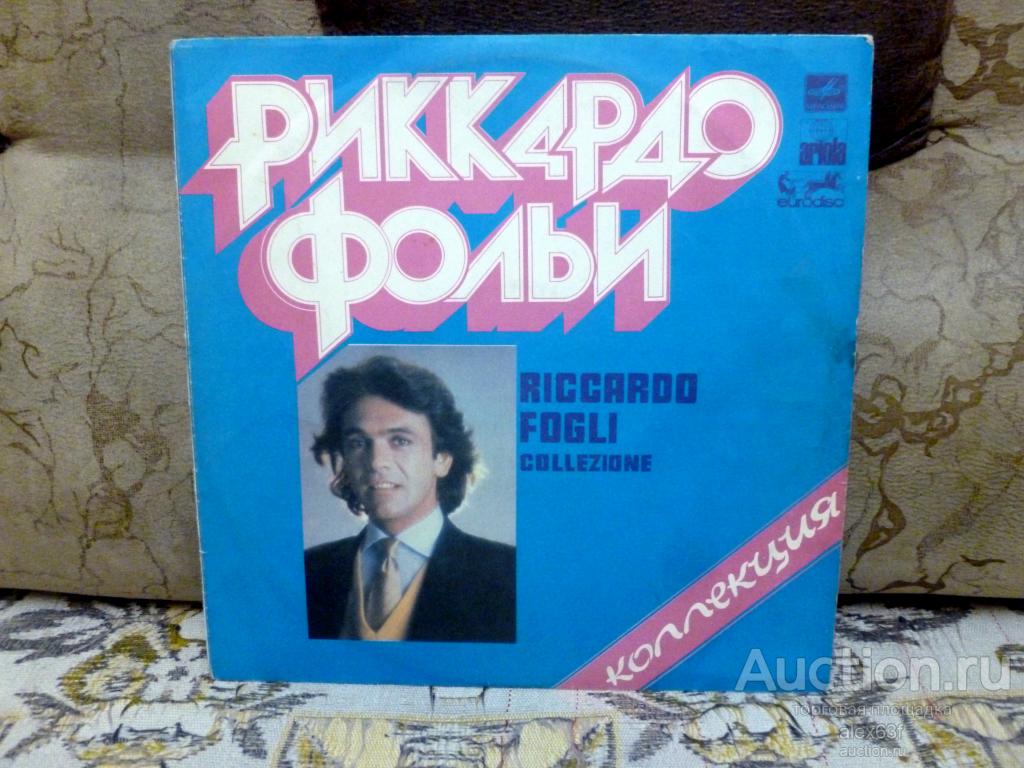 РИККАРДО
ФОЛЬИ
ariola
eurodisc
RICCARDO
FOGLI
COLLEZIONE
коллекция
Auction.ru
торговая площадка
alex63f
auction.ru